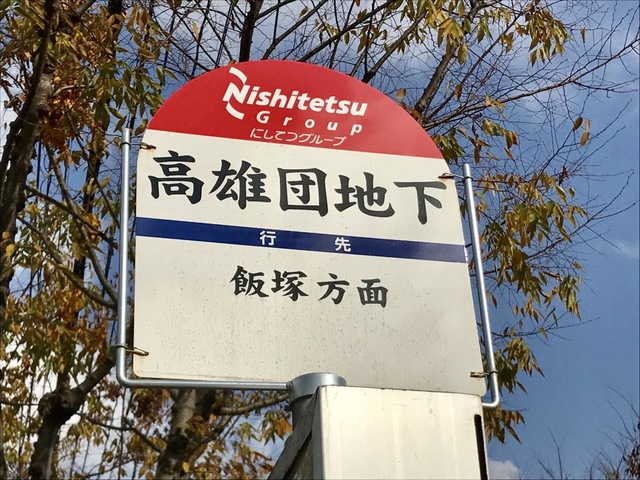 Nishitetsu
Group
にしてつグループ
高雄団地下
行先
飯塚方面